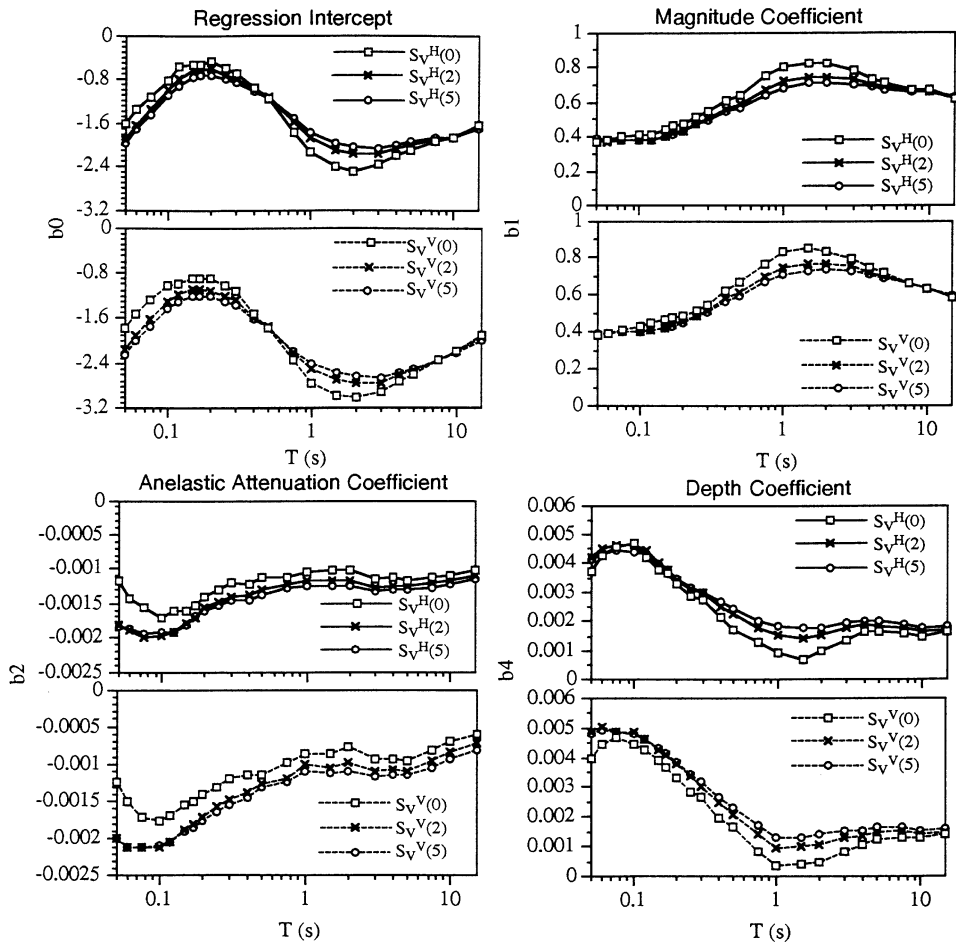 Regression Intercept
0
-0.8
-1.6
-2.4
-3.2
SvH(0)
SvH(2)
SvH(5)
b0
-0.8
-1.6
-2.4
-3.2
SvV(0)
SvV(2)
SvV(5)
0.1
1
10
T (s)
Magnitude Coefficient
1
0.8
0.6
0.4
0.2
0
SvH(0)
SvH(2)
SvH(5)
b1
1
0.8
0.6
0.4
0.2
0
SvV(0)
SvV(2)
SvV(5)
0.1
1
10
T (s)
Anelastic Attenuation Coefficient
0
-0.0005
-0.001
-0.0015
-0.002
-0.0025
SvH(0)
SvH(2)
SvH(5)
b2
0
-0.0005
-0.001
-0.0015
-0.002
-0.0025
SvV(0)
SvV(2)
SvV(5)
0.1
1
10
T (s)
Depth Coefficient
0.006
0.005
0.004
0.003
0.002
0.001
0
SvH(0)
SvH(2)
SvH(5)
b4
0.006
0.005
0.004
0.003
0.002
0.001
0
SvV(0)
SvV(2)
SvV(5)
0.1
1
10
T (s)